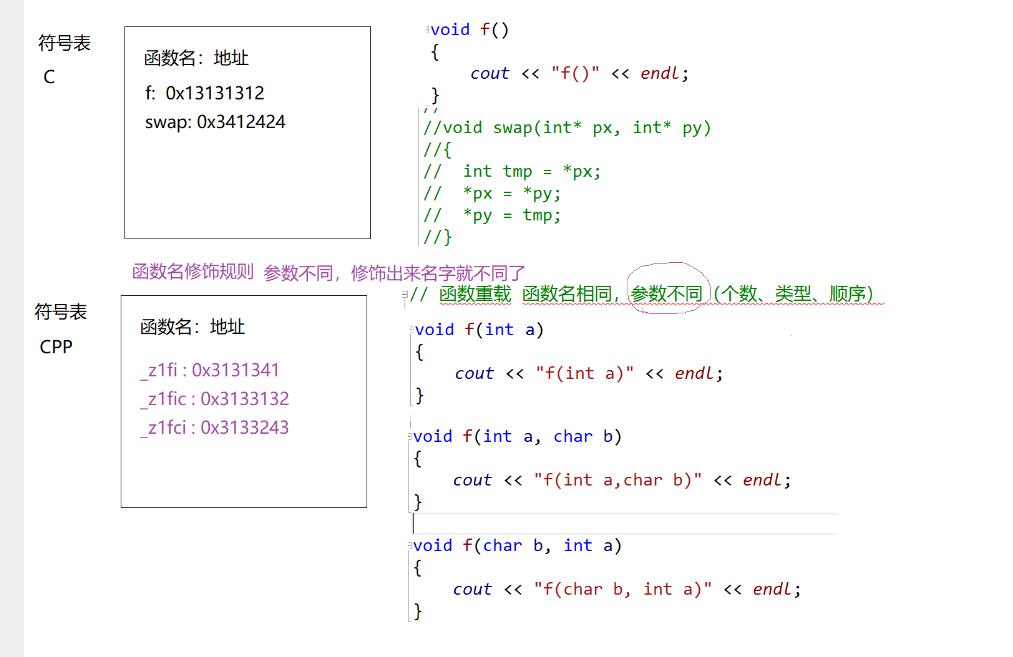 符号表
C
函数名：地址
f: 0x13131312
swap: 0x3412424
void f()
{
cout << "f()" << endl;
}
//
//void swap(int* px, int* py)
//{
// int tmp = *px;
// *px = *py;
// *py = tmp;
//}
函数名修饰规则 参数不同，修饰出来名字就不同了
符号表
CPP
函数名：地址
_z1fi : 0x3131341
_z1fic : 0x3133132
_z1fci : 0x3133243
// 函数重载 函数名相同，参数不同（个数、类型、顺序）
void f(int a)
{
cout << "f(int a)" << endl;
}
void f(int a, char b)
{
cout << "f(int a,char b)" << endl;
}
void f(char b, int a)
{
cout << "f(char b, int a)" << endl;
}